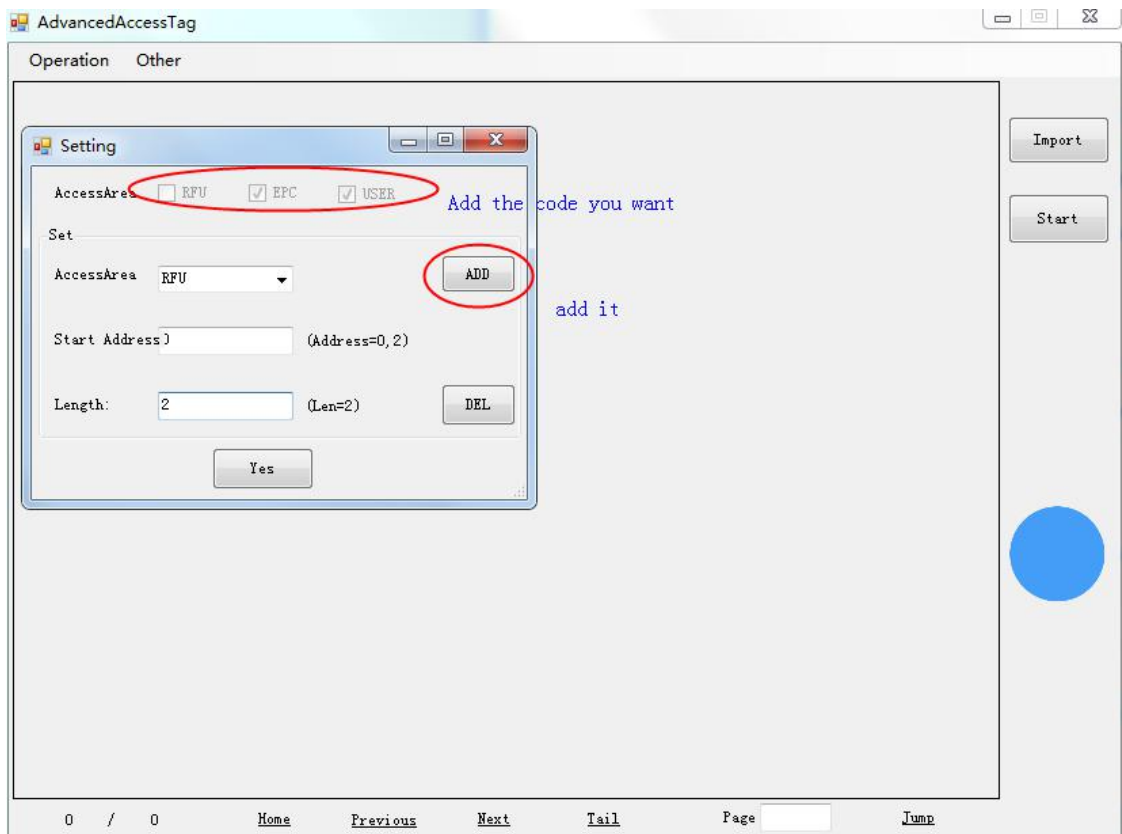 AdvancedAccessTag
Operation Other
Setting
AccessArea RFU EPC USER
Add the code you want
Set
AccessArea RFU ADD
add it
Start Address (Address=0,2)
Length: 2 (Len=2) DEL
Yes
Import
Start
0 / 0 Home Previous Next Tail Page Jump